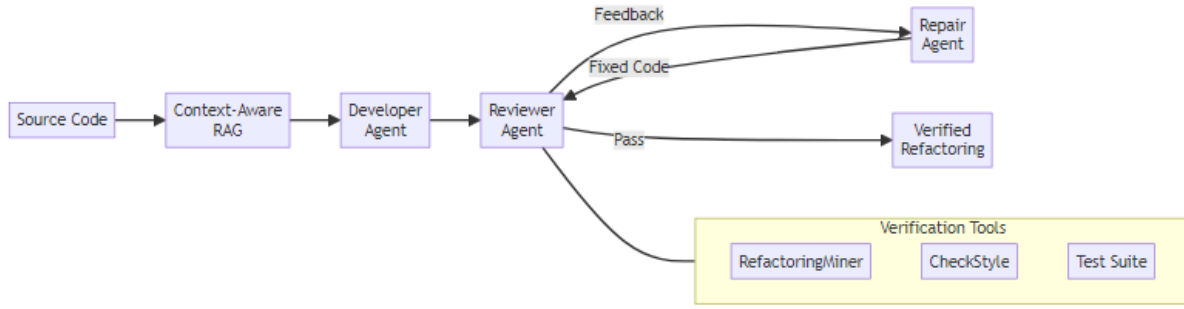 Feedback
Repair
Agent
Fixed Code
Source Code
Context-Aware
RAG
Developer
Agent
Reviewer
Agent
Pass
Verified
Refactoring
Verification Tools
RefactoringMiner
CheckStyle
Test Suite